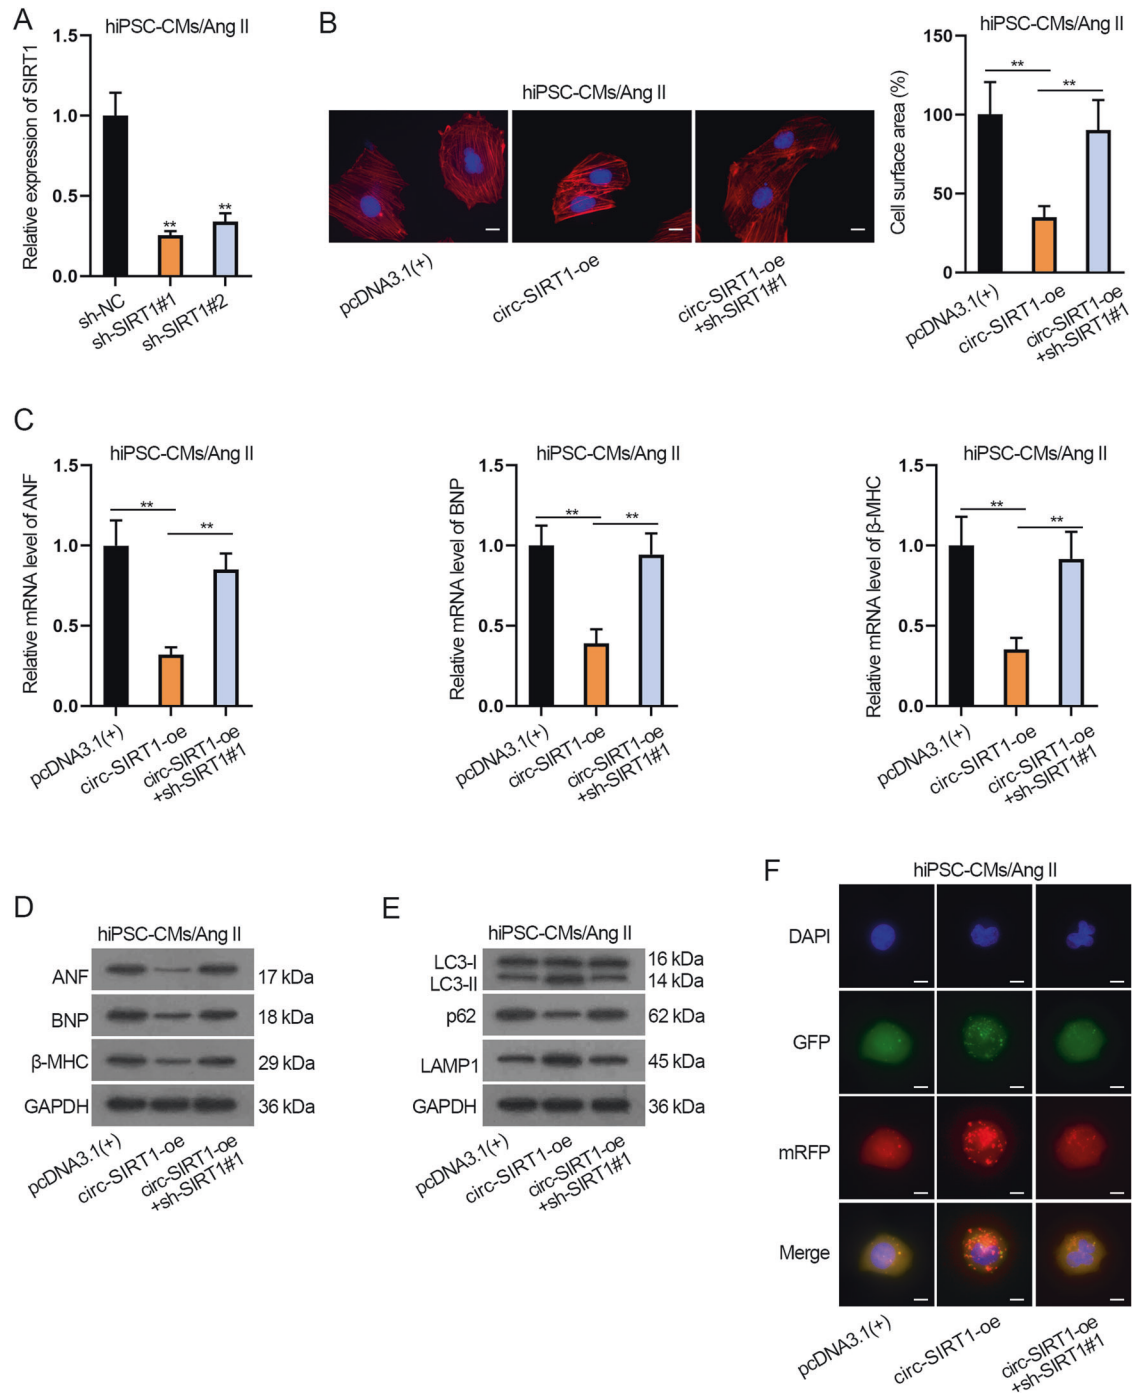 A
hiPSC-CMs/Ang II
Relative expression of SIRT1
1.5
1.0
0.5
0.0
**
**
sh-NC
sh-SIRT1#1
sh-SIRT1#2
B
hiPSC-CMs/Ang II
pcDNA3.1(+)
circ-SIRT1-oe
circ-SIRT1-oe
+sh-SIRT1#1
hiPSC-CMs/Ang II
Cell surface area (%)
150
100
50
0
**
**
pcDNA3.1(+)
circ-SIRT1-oe
circ-SIRT1-oe
+sh-SIRT1#1
C
hiPSC-CMs/Ang II
Relative mRNA level of ANF
1.5
1.0
0.5
0.0
**
**
pcDNA3.1(+)
circ-SIRT1-oe
circ-SIRT1-oe
+sh-SIRT1#1
hiPSC-CMs/Ang II
Relative mRNA level of BNP
1.5
1.0
0.5
0.0
**
**
pcDNA3.1(+)
circ-SIRT1-oe
circ-SIRT1-oe
+sh-SIRT1#1
hiPSC-CMs/Ang II
Relative mRNA level of β-MHC
1.5
1.0
0.5
0.0
**
**
pcDNA3.1(+)
circ-SIRT1-oe
circ-SIRT1-oe
+sh-SIRT1#1
D
hiPSC-CMs/Ang II
ANF 17 kDa
BNP 18 kDa
β-MHC 29 kDa
GAPDH 36 kDa
pcDNA3.1(+)
circ-SIRT1-oe
circ-SIRT1-oe
+sh-SIRT1#1
E
hiPSC-CMs/Ang II
LC3-I 16 kDa
LC3-II 14 kDa
p62 62 kDa
LAMP1 45 kDa
GAPDH 36 kDa
pcDNA3.1(+)
circ-SIRT1-oe
circ-SIRT1-oe
+sh-SIRT1#1
F
hiPSC-CMs/Ang II
DAPI
GFP
mRFP
Merge
pcDNA3.1(+)
circ-SIRT1-oe
circ-SIRT1-oe
+sh-SIRT1#1